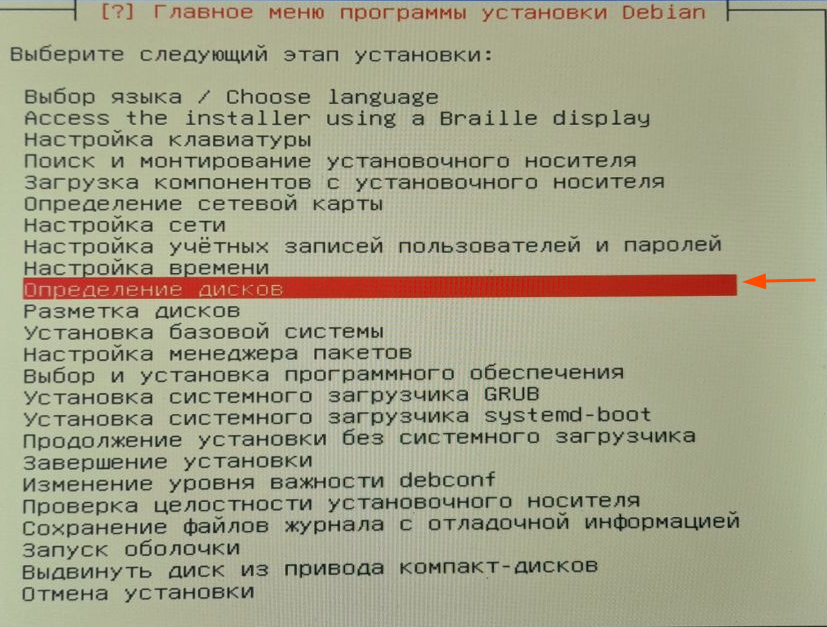 [?] Главное меню программы установки Debian
Выберите следующий этап установки:
Выбор языка / Choose language
Access the installer using a Braille display
Настройка клавиатуры
Поиск и монтирование установочного носителя
Загрузка компонентов с установочного носителя
Определение сетевой карты
Настройка сети
Настройка учётных записей пользователей и паролей
Настройка времени
Определение дисков
Разметка дисков
Установка базовой системы
Настройка менеджера пакетов
Выбор и установка программного обеспечения
Установка системного загрузчика GRUB
Установка системного загрузчика systemd-boot
Продолжение установки без системного загрузчика
Завершение установки
Изменение уровня важности debconf
Проверка целостности установочного носителя
Сохранение файлов журнала с отладочной информацией
Запуск оболочки
Выдвинуть диск из привода компакт-дисков
Отмена установки